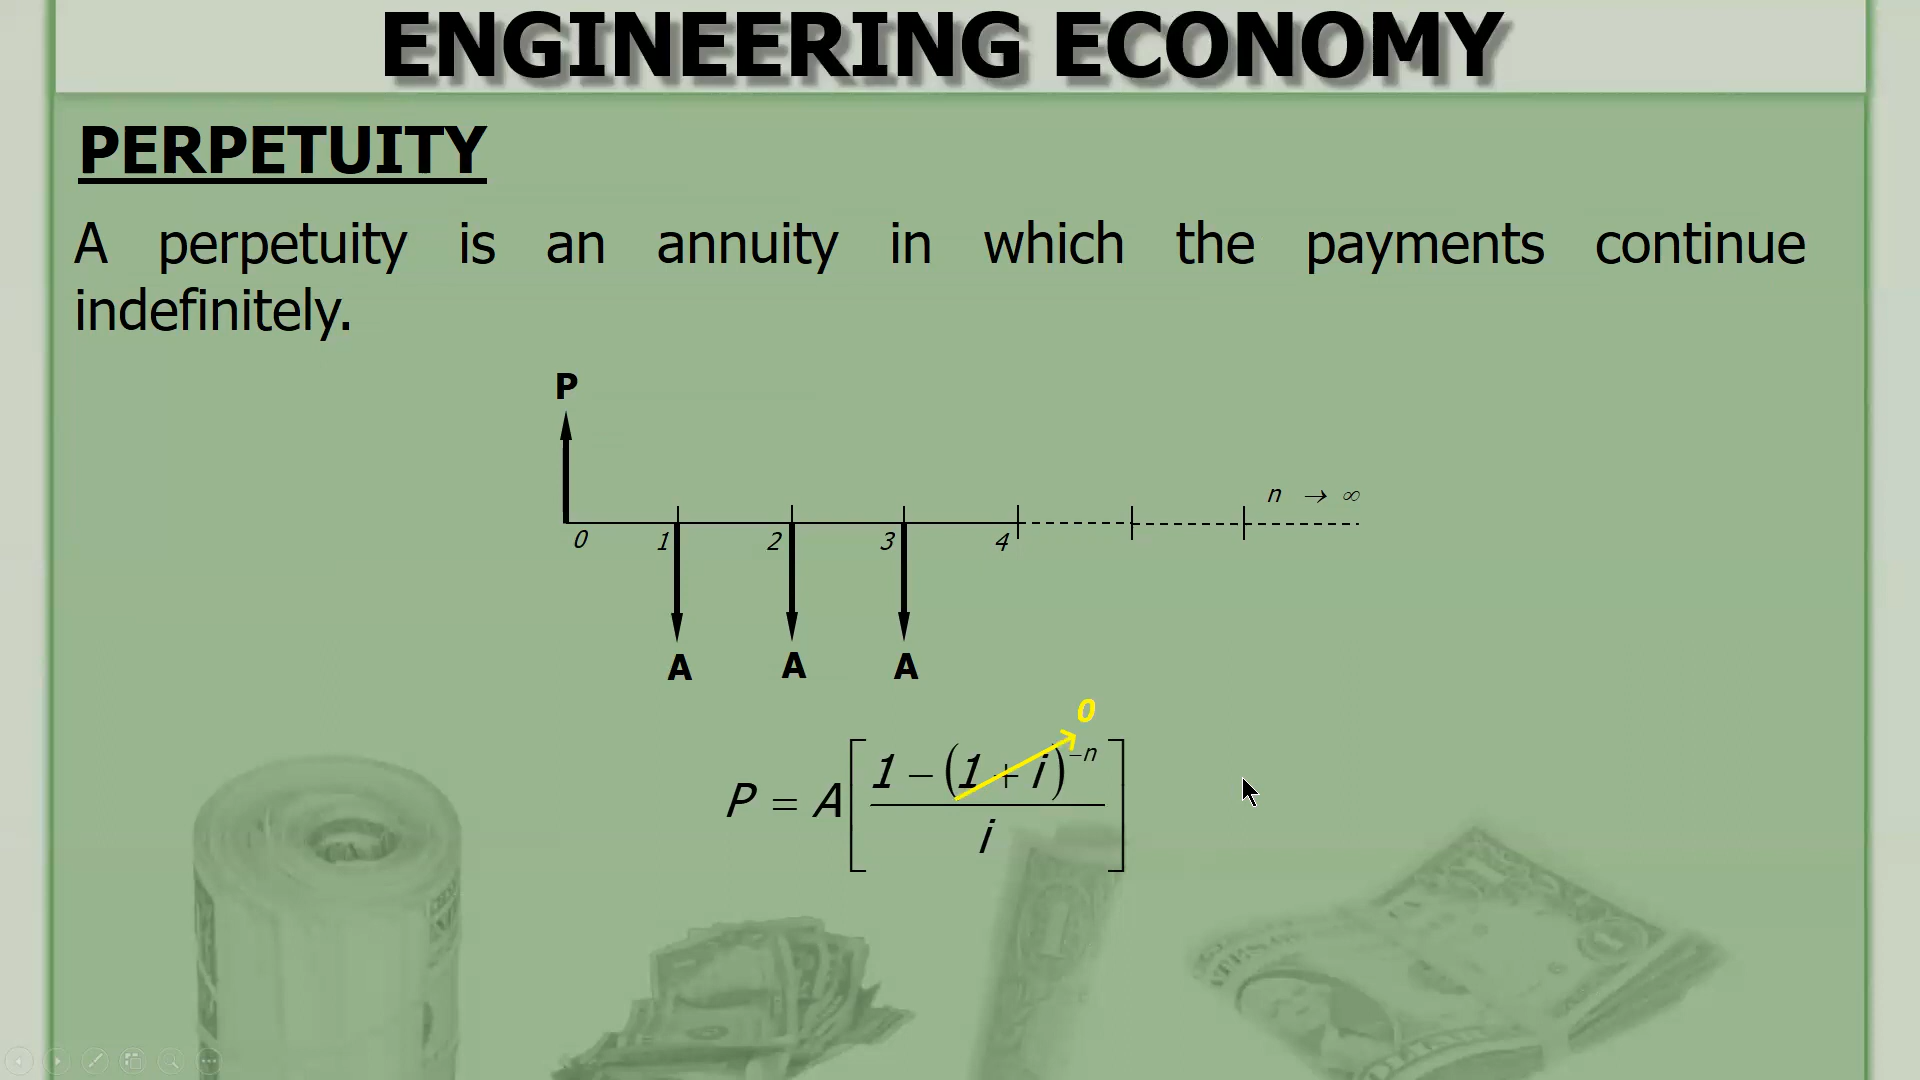 ENGINEERING ECONOMY
PERPETUITY
A perpetuity is an annuity in which the payments continue
indefinitely.
P
n → ∞
0 1 2 3 4
A A A
0
P = A[(1 − (1 + i)^−n) / i]